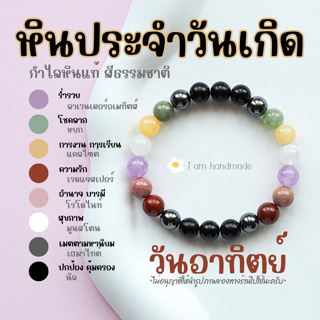 หินประจำวันเกิด
กำไลหินแท้ สีธรรมชาติ
ร่ำรวย
ลาเวนเดอร์อเมทิสต์
โชคลาภ
หยก
การงาน การเรียน
แคลไซต์
ความรัก
เรดแจสเปอร์
อำนาจ บารมี
โรโดไนท์
สุขภาพ
มูนสโตน
เมตตามหานิยม
เฮมาไทต์
ปกป้อง คุ้มครอง
นิล
i am handmade
วันอาทิตย์
*ไม่อนุญาตให้นำรูปภาพของทางร้านไปใช้นะครับ*